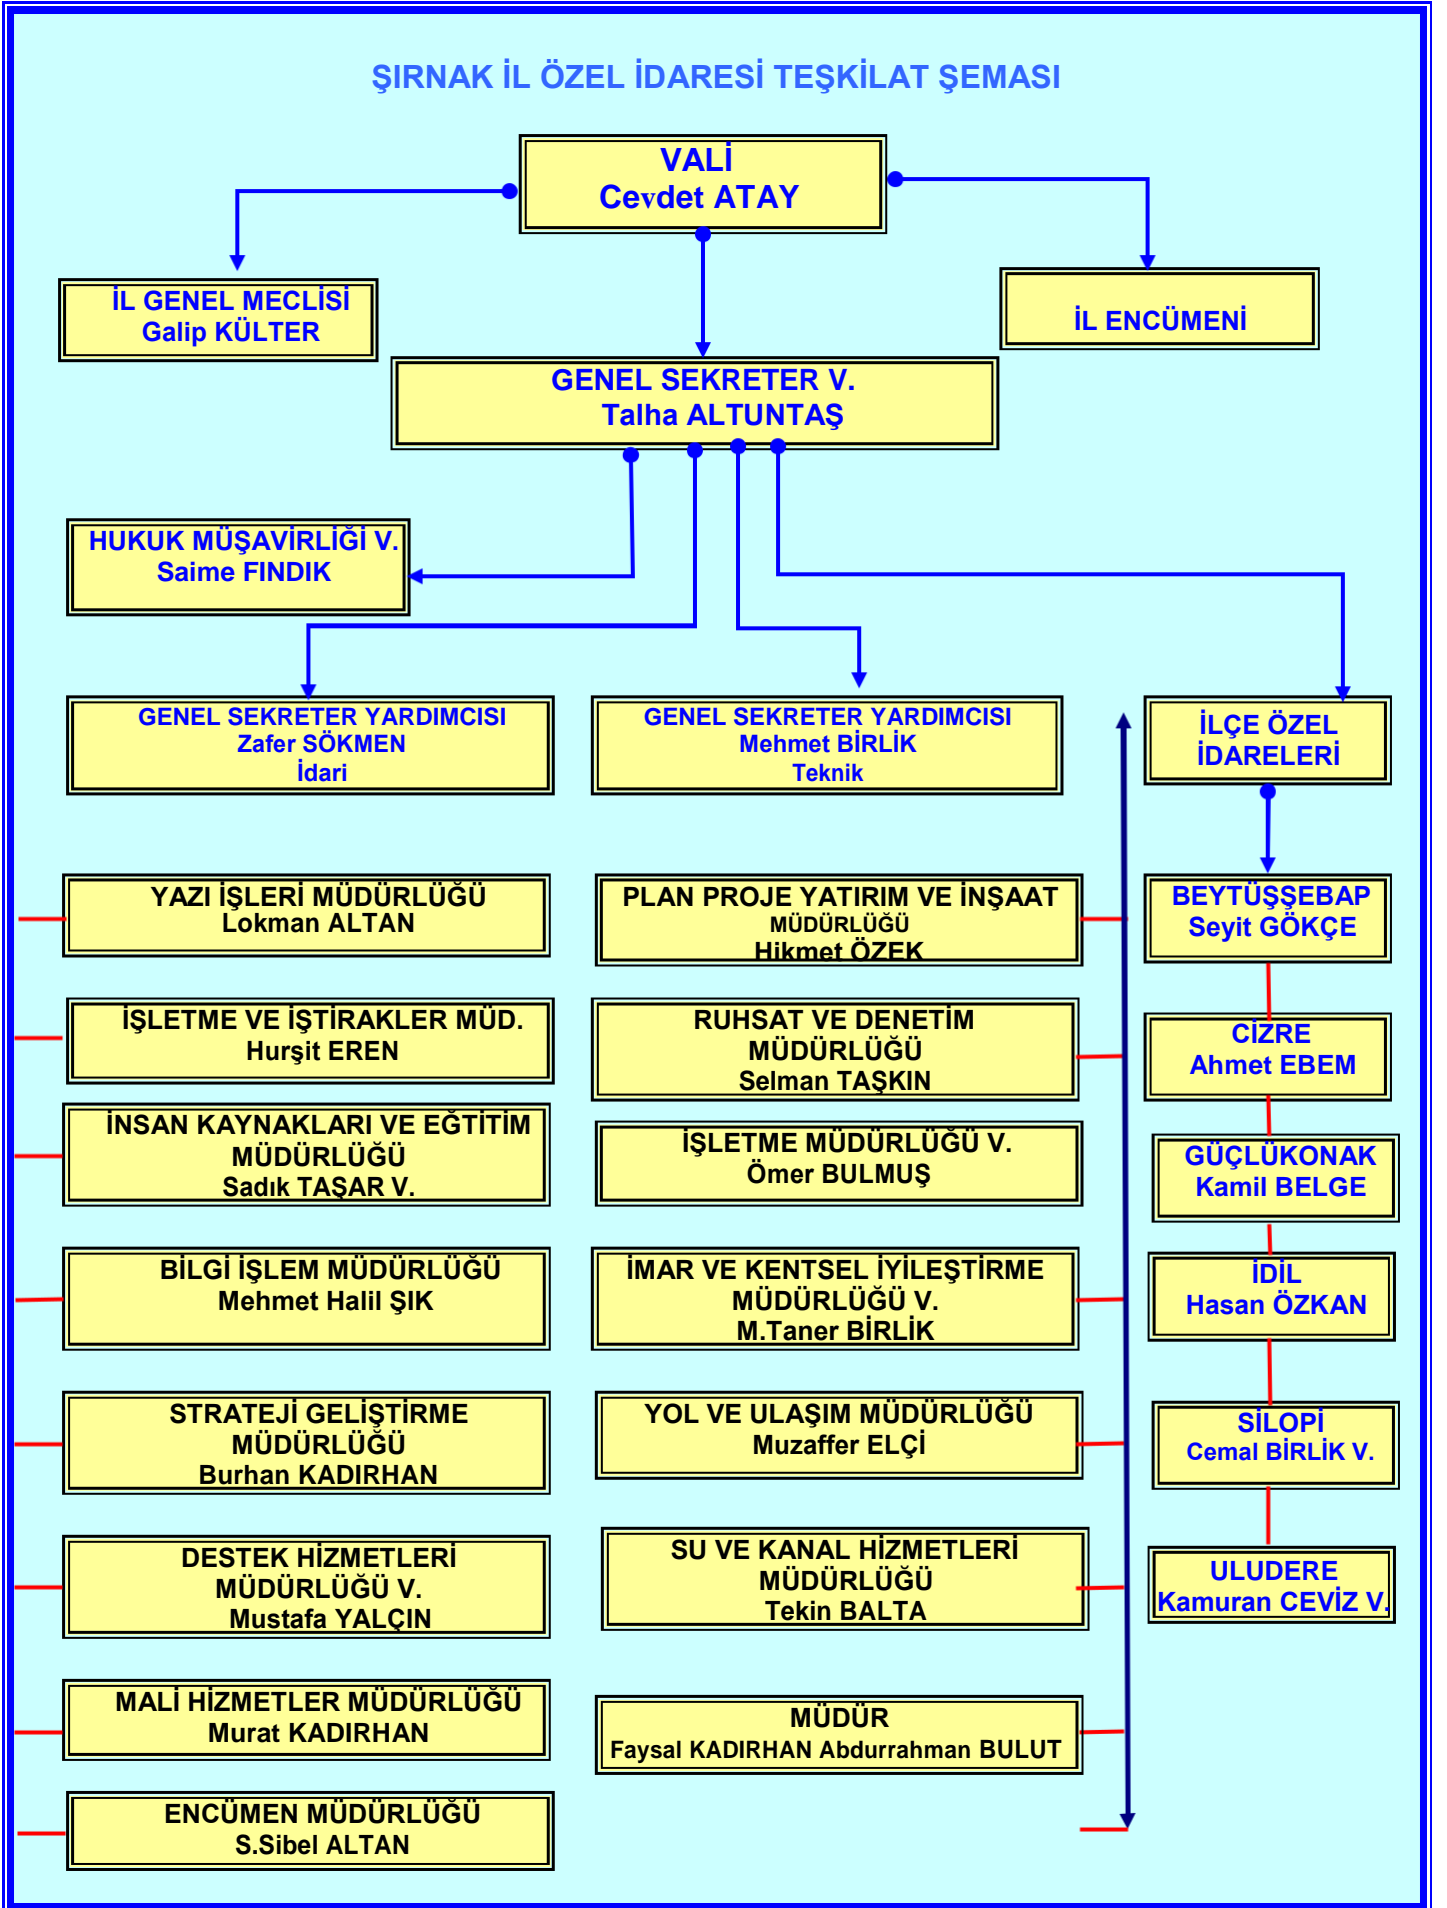 ŞIRNAK İL ÖZEL İDARESİ TEŞKİLAT ŞEMASI
VALİ
Cevdet ATAY
İL GENEL MECLİSİ
Galip KÜLTER
İL ENCÜMENİ
GENEL SEKRETER V.
Talha ALTUNTAŞ
HUKUK MÜŞAVİRLİĞİ V.
Saime FINDIK
GENEL SEKRETER YARDIMCISI
Zafer SÖKMEN
İdari
GENEL SEKRETER YARDIMCISI
Mehmet BİRLİK
Teknik
İLÇE ÖZEL
İDARELERİ
YAZI İŞLERİ MÜDÜRLÜĞÜ
Lokman ALTAN
PLAN PROJE YATIRIM VE İNŞAAT
MÜDÜRLÜĞÜ
Hikmet ÖZEK
BEYTÜŞŞEBAP
Seyit GÖKÇE
İŞLETME VE İŞTİRAKLER MÜD.
Hurşit EREN
RUHSAT VE DENETİM
MÜDÜRLÜĞÜ
Selman TAŞKIN
CİZRE
Ahmet EBEM
İNSAN KAYNAKLARI VE EĞTİTİM
MÜDÜRLÜĞÜ
Sadık TAŞAR V.
İŞLETME MÜDÜRLÜĞÜ V.
Ömer BULMUŞ
GÜÇLÜKONAK
Kamil BELGE
BİLGİ İŞLEM MÜDÜRLÜĞÜ
Mehmet Halil ŞIK
İMAR VE KENTSEL İYİLEŞTİRME
MÜDÜRLÜĞÜ V.
M.Taner BİRLİK
İDİL
Hasan ÖZKAN
STRATEJİ GELİŞTİRME
MÜDÜRLÜĞÜ
Burhan KADIRHAN
YOL VE ULAŞIM MÜDÜRLÜĞÜ
Muzaffer ELÇİ
SİLOPİ
Cemal BİRLİK V.
DESTEK HİZMETLERİ
MÜDÜRLÜĞÜ V.
Mustafa YALÇIN
SU VE KANAL HİZMETLERİ
MÜDÜRLÜĞÜ
Tekin BALTA
ULUDERE
Kamuran CEVİZ V.
MALİ HİZMETLER MÜDÜRLÜĞÜ
Murat KADIRHAN
MÜDÜR
Faysal KADIRHAN Abdurrahman BULUT
ENCÜMEN MÜDÜRLÜĞÜ
S.Sibel ALTAN